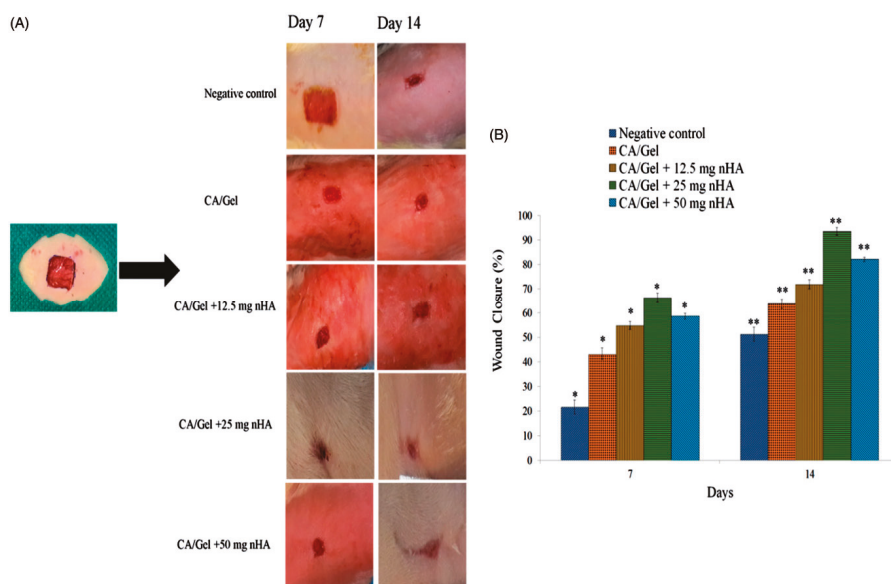 (A)
Day 7 Day 14
Negative control
CA/Gel
CA/Gel +12.5 mg nHA
CA/Gel +25 mg nHA
CA/Gel +50 mg nHA
(B)
Negative control
CA/Gel
CA/Gel + 12.5 mg nHA
CA/Gel + 25 mg nHA
CA/Gel + 50 mg nHA
Wound Closure (%)
100
90
80
70
60
50
40
30
20
10
0
* * * * *
** ** ** ** **
7 14
Days